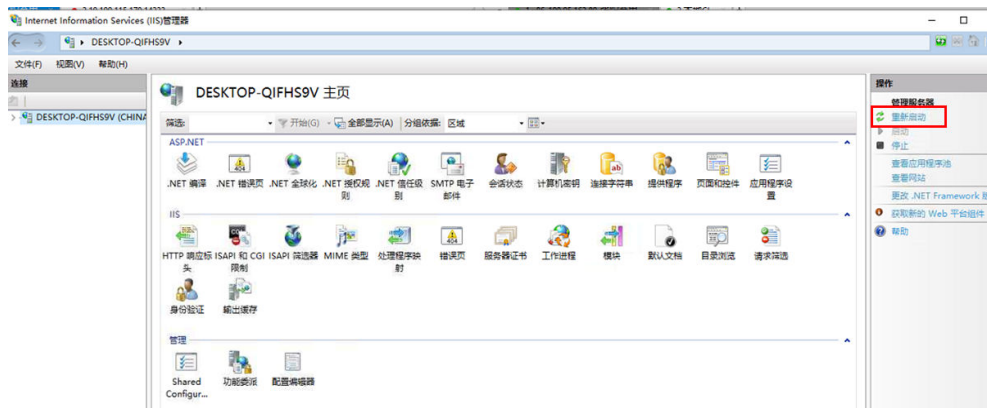 Internet Information Services (IIS)管理器
DESKTOP-QIFHS9V
文件(F) 视图(V) 帮助(H)
连接
DESKTOP-QIFHS9V (CHINA
DESKTOP-QIFHS9V 主页
筛选: 开始(G) 全部显示(A) 分组依据: 区域
ASP.NET
.NET 编译 .NET 错误页 .NET 全球化 .NET 授权规则 .NET 信任级别 SMTP 电子邮件 会话状态 计算机密钥 连接字符串 提供程序 页面和控件 应用程序设置
IIS
HTTP 响应标头 ISAPI 和 CGI 限制 ISAPI 筛选器 MIME 类型 处理程序映射 错误页 服务器证书 工作进程 模块 默认文档 目录浏览 请求筛选
身份验证 输出缓存
管理
Shared Configur... 功能委派 配置编辑器
操作
管理服务器
重新启动
启动
停止
查看应用程序池
查看网站
更改 .NET Framework
获取新的 Web 平台组件
帮助